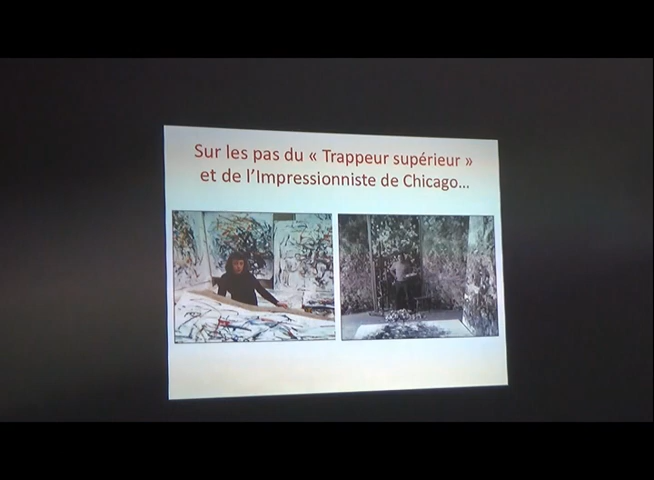 Sur les pas du « Trappeur supérieur »
et de l'Impressionniste de Chicago…